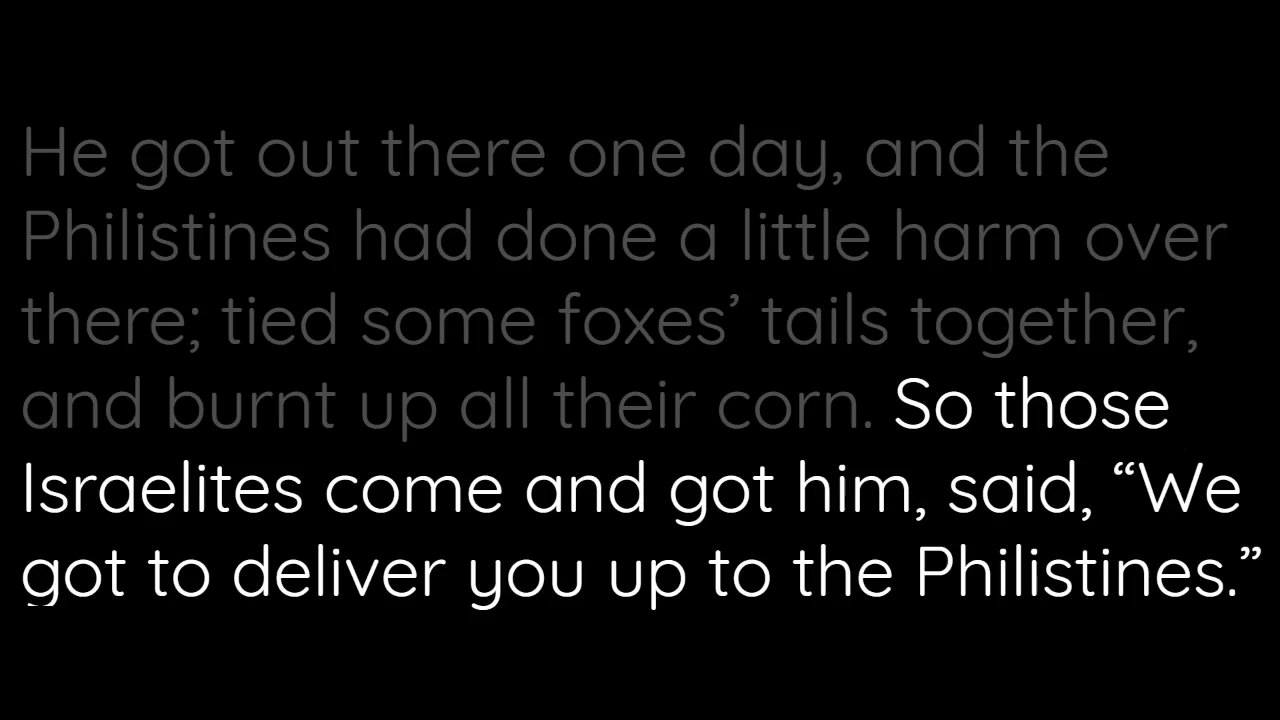 He got out there one day, and the
Philistines had done a little harm over
there; tied some foxes’ tails together,
and burnt up all their corn. So those
Israelites come and got him, said, “We
got to deliver you up to the Philistines.”